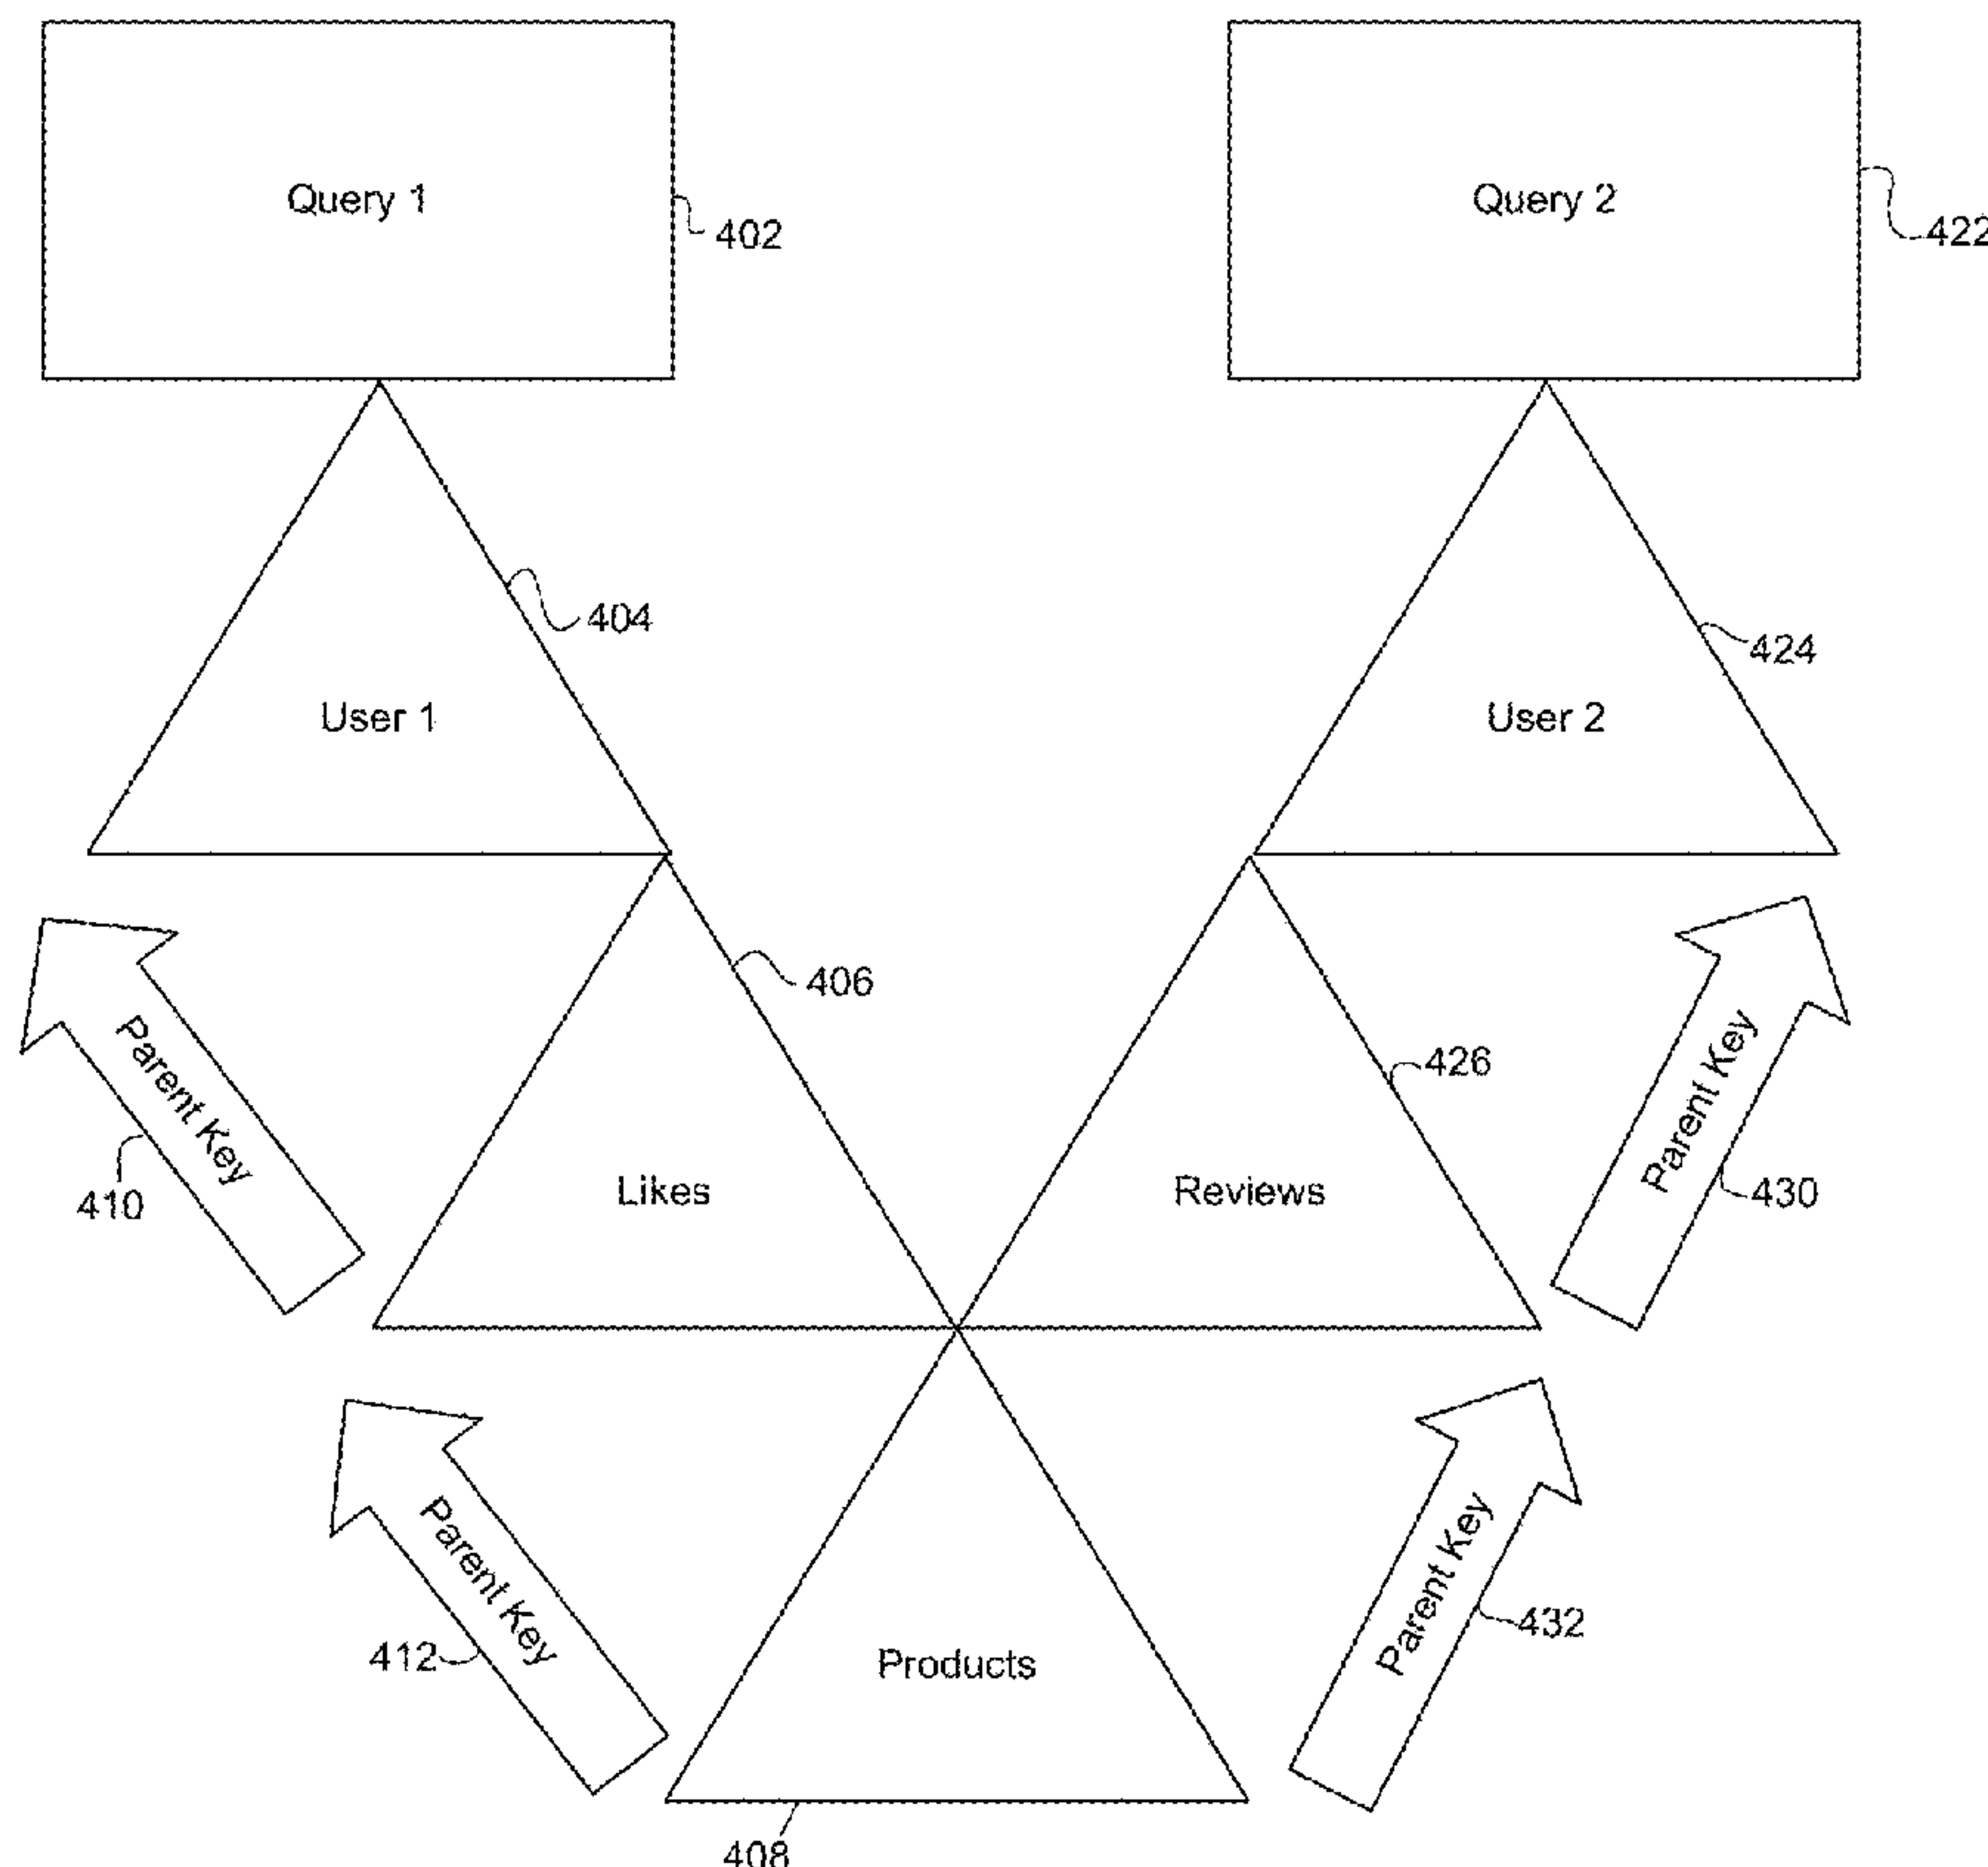 Query 1
402
Query 2
422
404
User 1
424
User 2
406
426
Parent Key
410
Likes
Reviews
Parent Key
430
Parent Key
412
Products
Parent Key
432
408